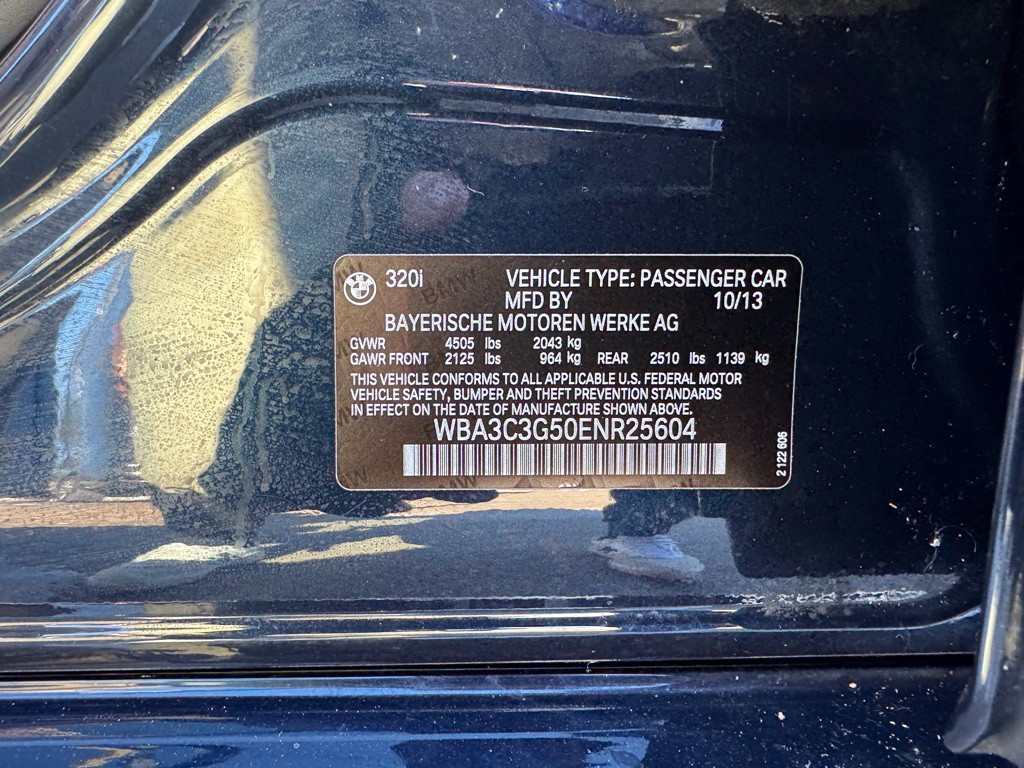 320i VEHICLE TYPE: PASSENGER CAR
MFD BY 10/13
BAYERISCHE MOTOREN WERKE AG
GVWR 4505 lbs 2043 kg
GAWR FRONT 2125 lbs 964 kg REAR 2510 lbs 1139 kg
THIS VEHICLE CONFORMS TO ALL APPLICABLE U.S. FEDERAL MOTOR
VEHICLE SAFETY, BUMPER AND THEFT PREVENTION STANDARDS
IN EFFECT ON THE DATE OF MANUFACTURE SHOWN ABOVE.
WBA3C3G50ENR25604
2 122 606